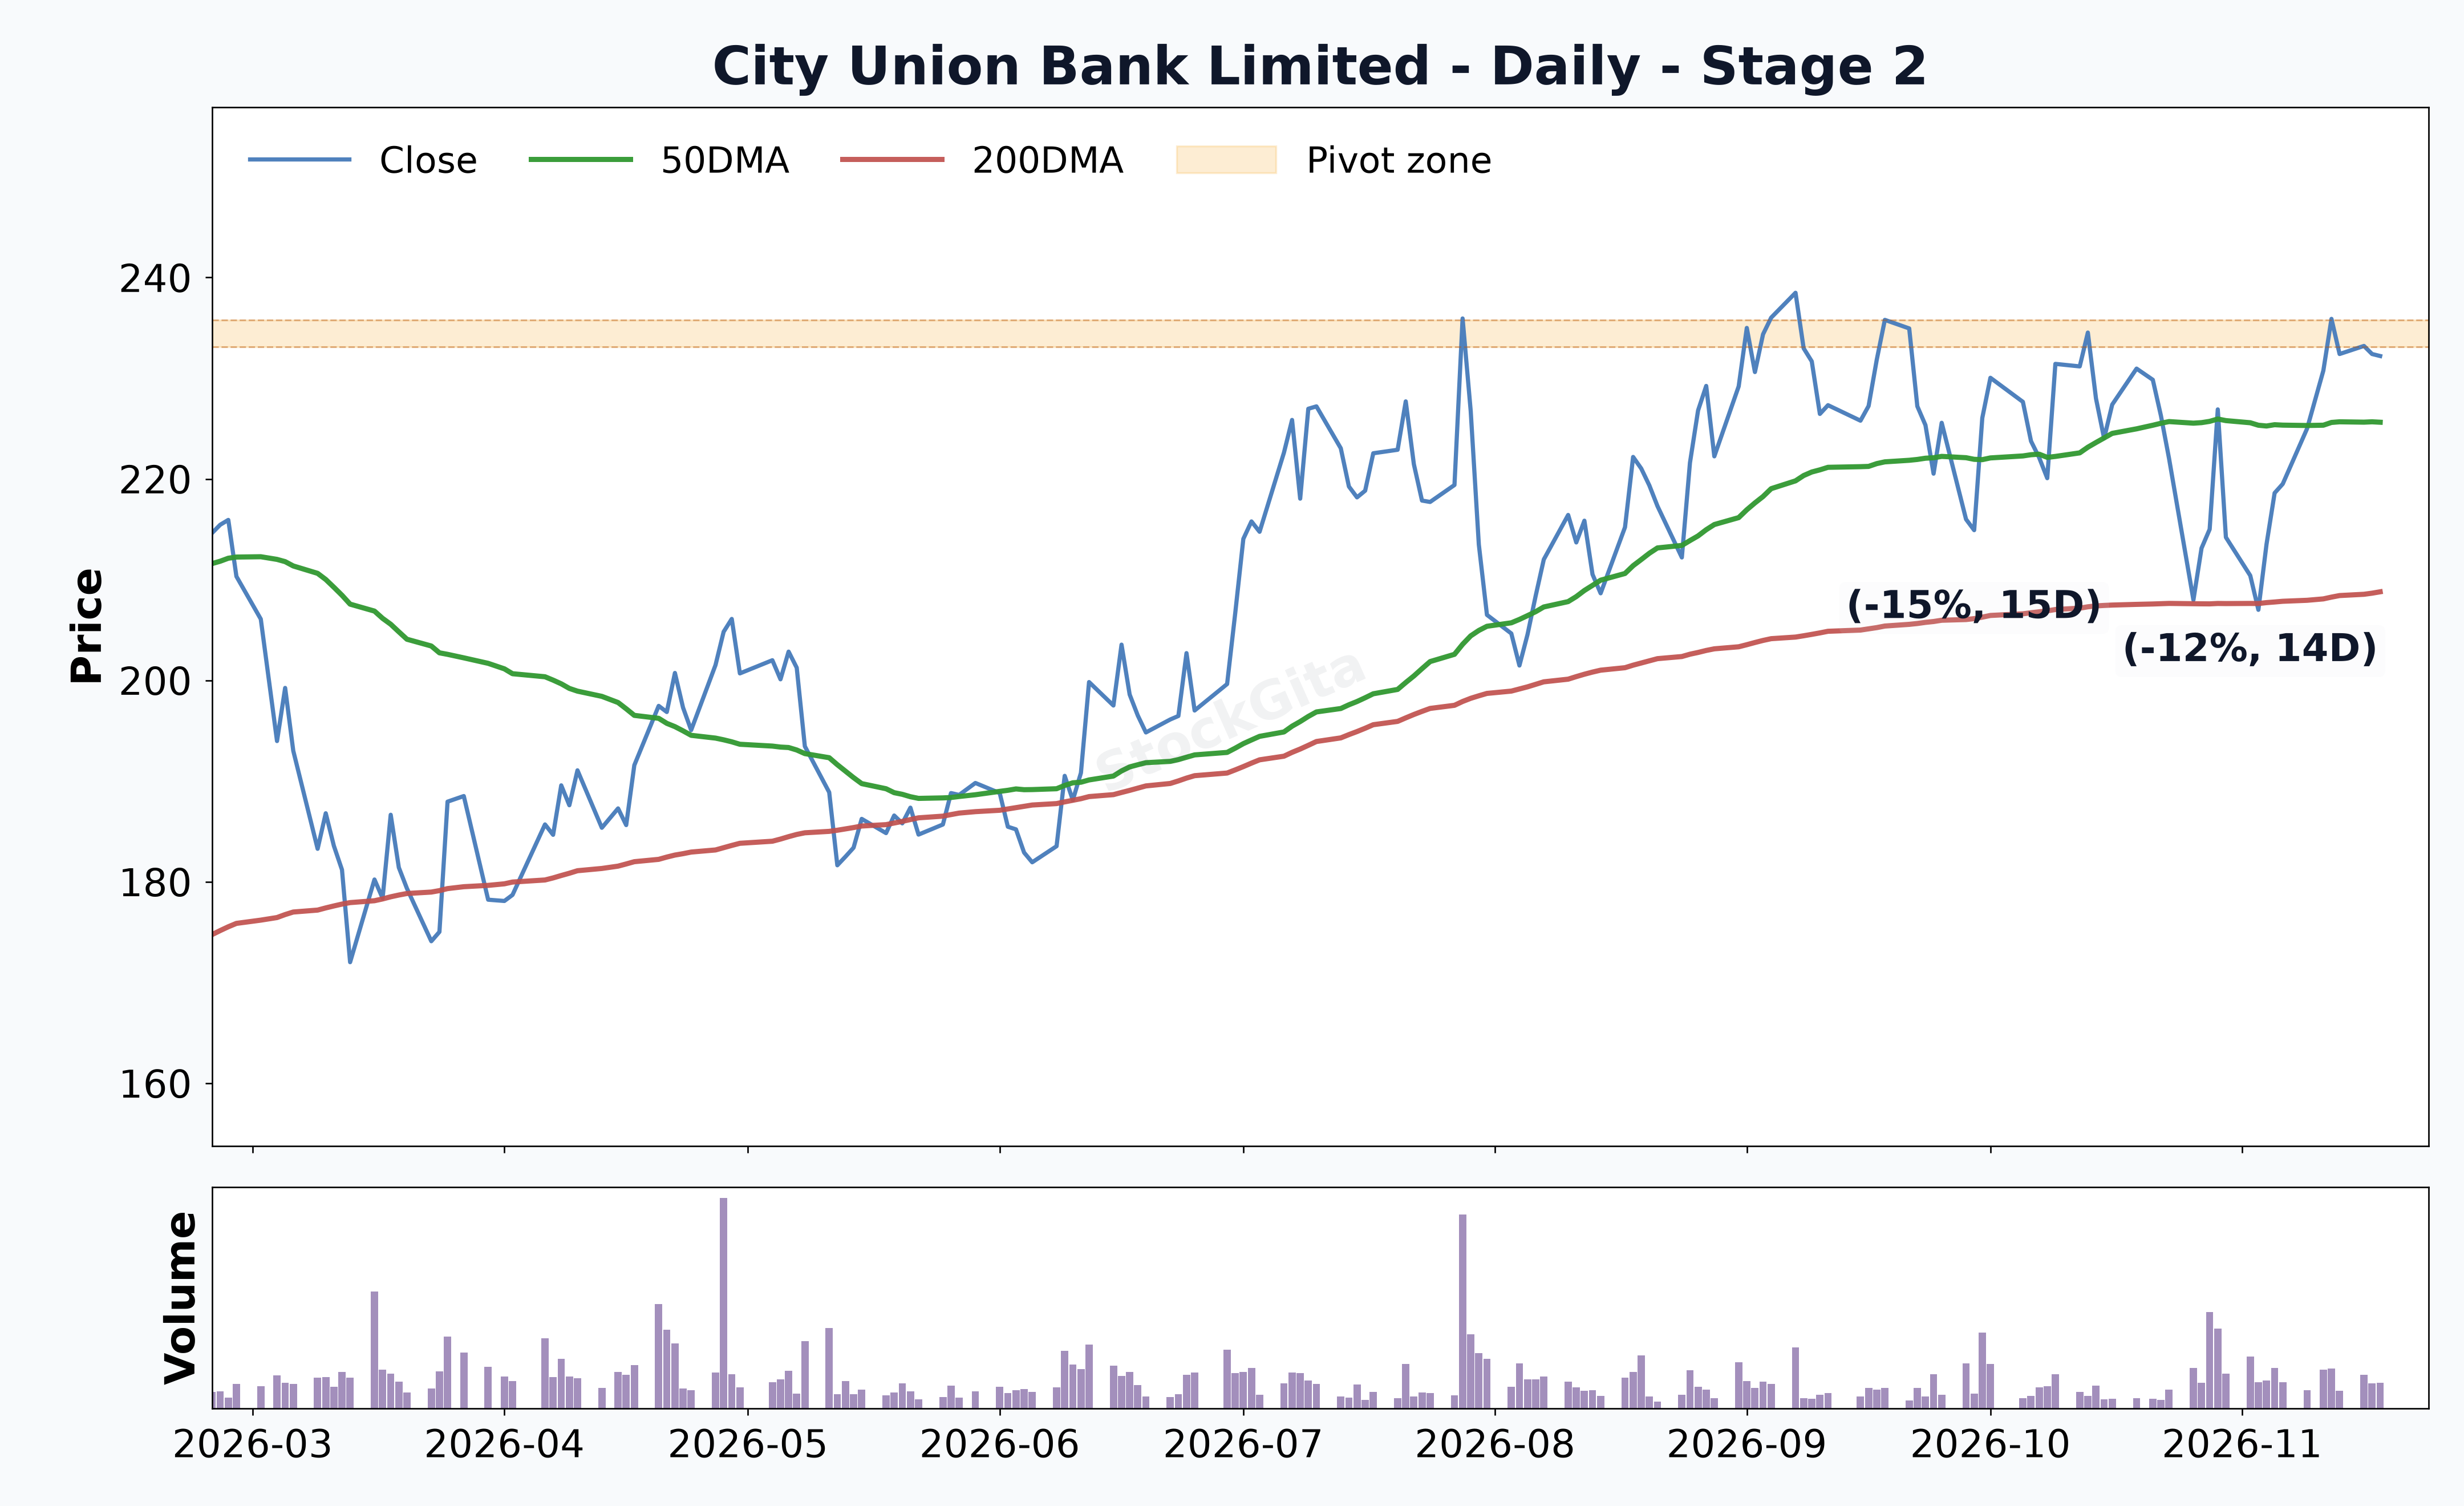 City Union Bank Limited - Daily - Stage 2
Close 50DMA 200DMA Pivot zone
240
220
200
180
160
Price
StockGita
(-15%, 15D)
(-12%, 14D)
Volume
2026-03 2026-04 2026-05 2026-06 2026-07 2026-08 2026-09 2026-10 2026-11